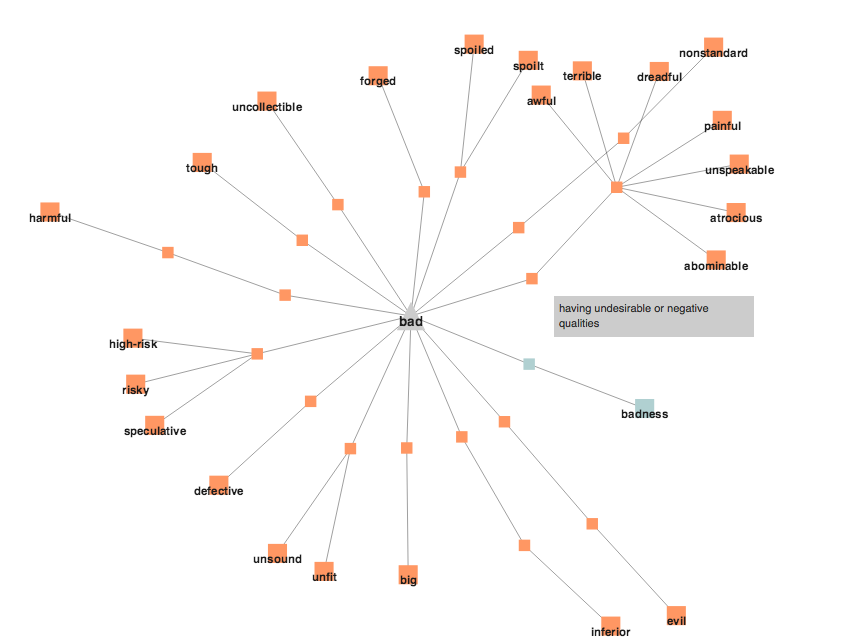 spoiled
nonstandard
spoilt
forged
terrible
dreadful
awful
uncollectible
painful
tough
unspeakable
harmful
atrocious
abominable
having undesirable or negative
qualities
bad
high-risk
risky
badness
speculative
defective
unsound
unfit
big
evil
inferior